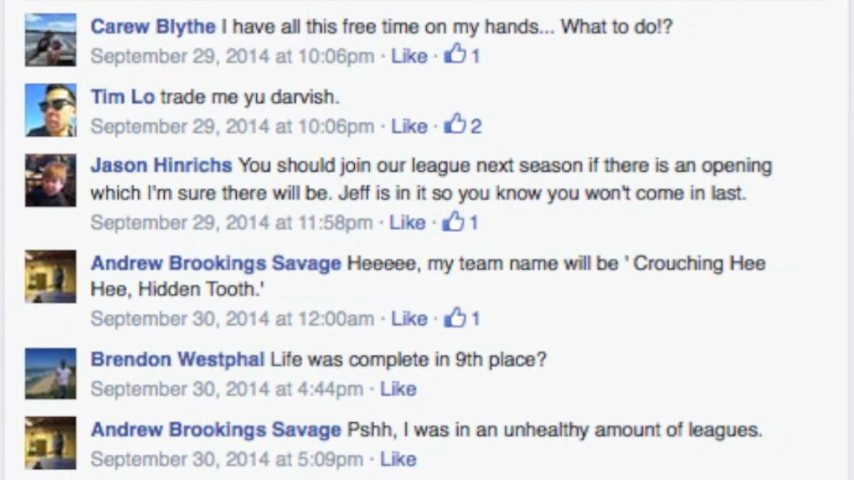 Carew Blythe I have all this free time on my hands... What to do!?
September 29, 2014 at 10:06pm · Like · 1
Tim Lo trade me yu darvish.
September 29, 2014 at 10:06pm · Like · 2
Jason Hinrichs You should join our league next season if there is an opening
which I'm sure there will be. Jeff is in it so you know you won't come in last.
September 29, 2014 at 11:58pm · Like · 1
Andrew Brookings Savage Heeeee, my team name will be ' Crouching Hee
Hee, Hidden Tooth.'
September 30, 2014 at 12:00am · Like · 1
Brendon Westphal Life was complete in 9th place?
September 30, 2014 at 4:44pm · Like
Andrew Brookings Savage Pshh, I was in an unhealthy amount of leagues.
September 30, 2014 at 5:09pm · Like